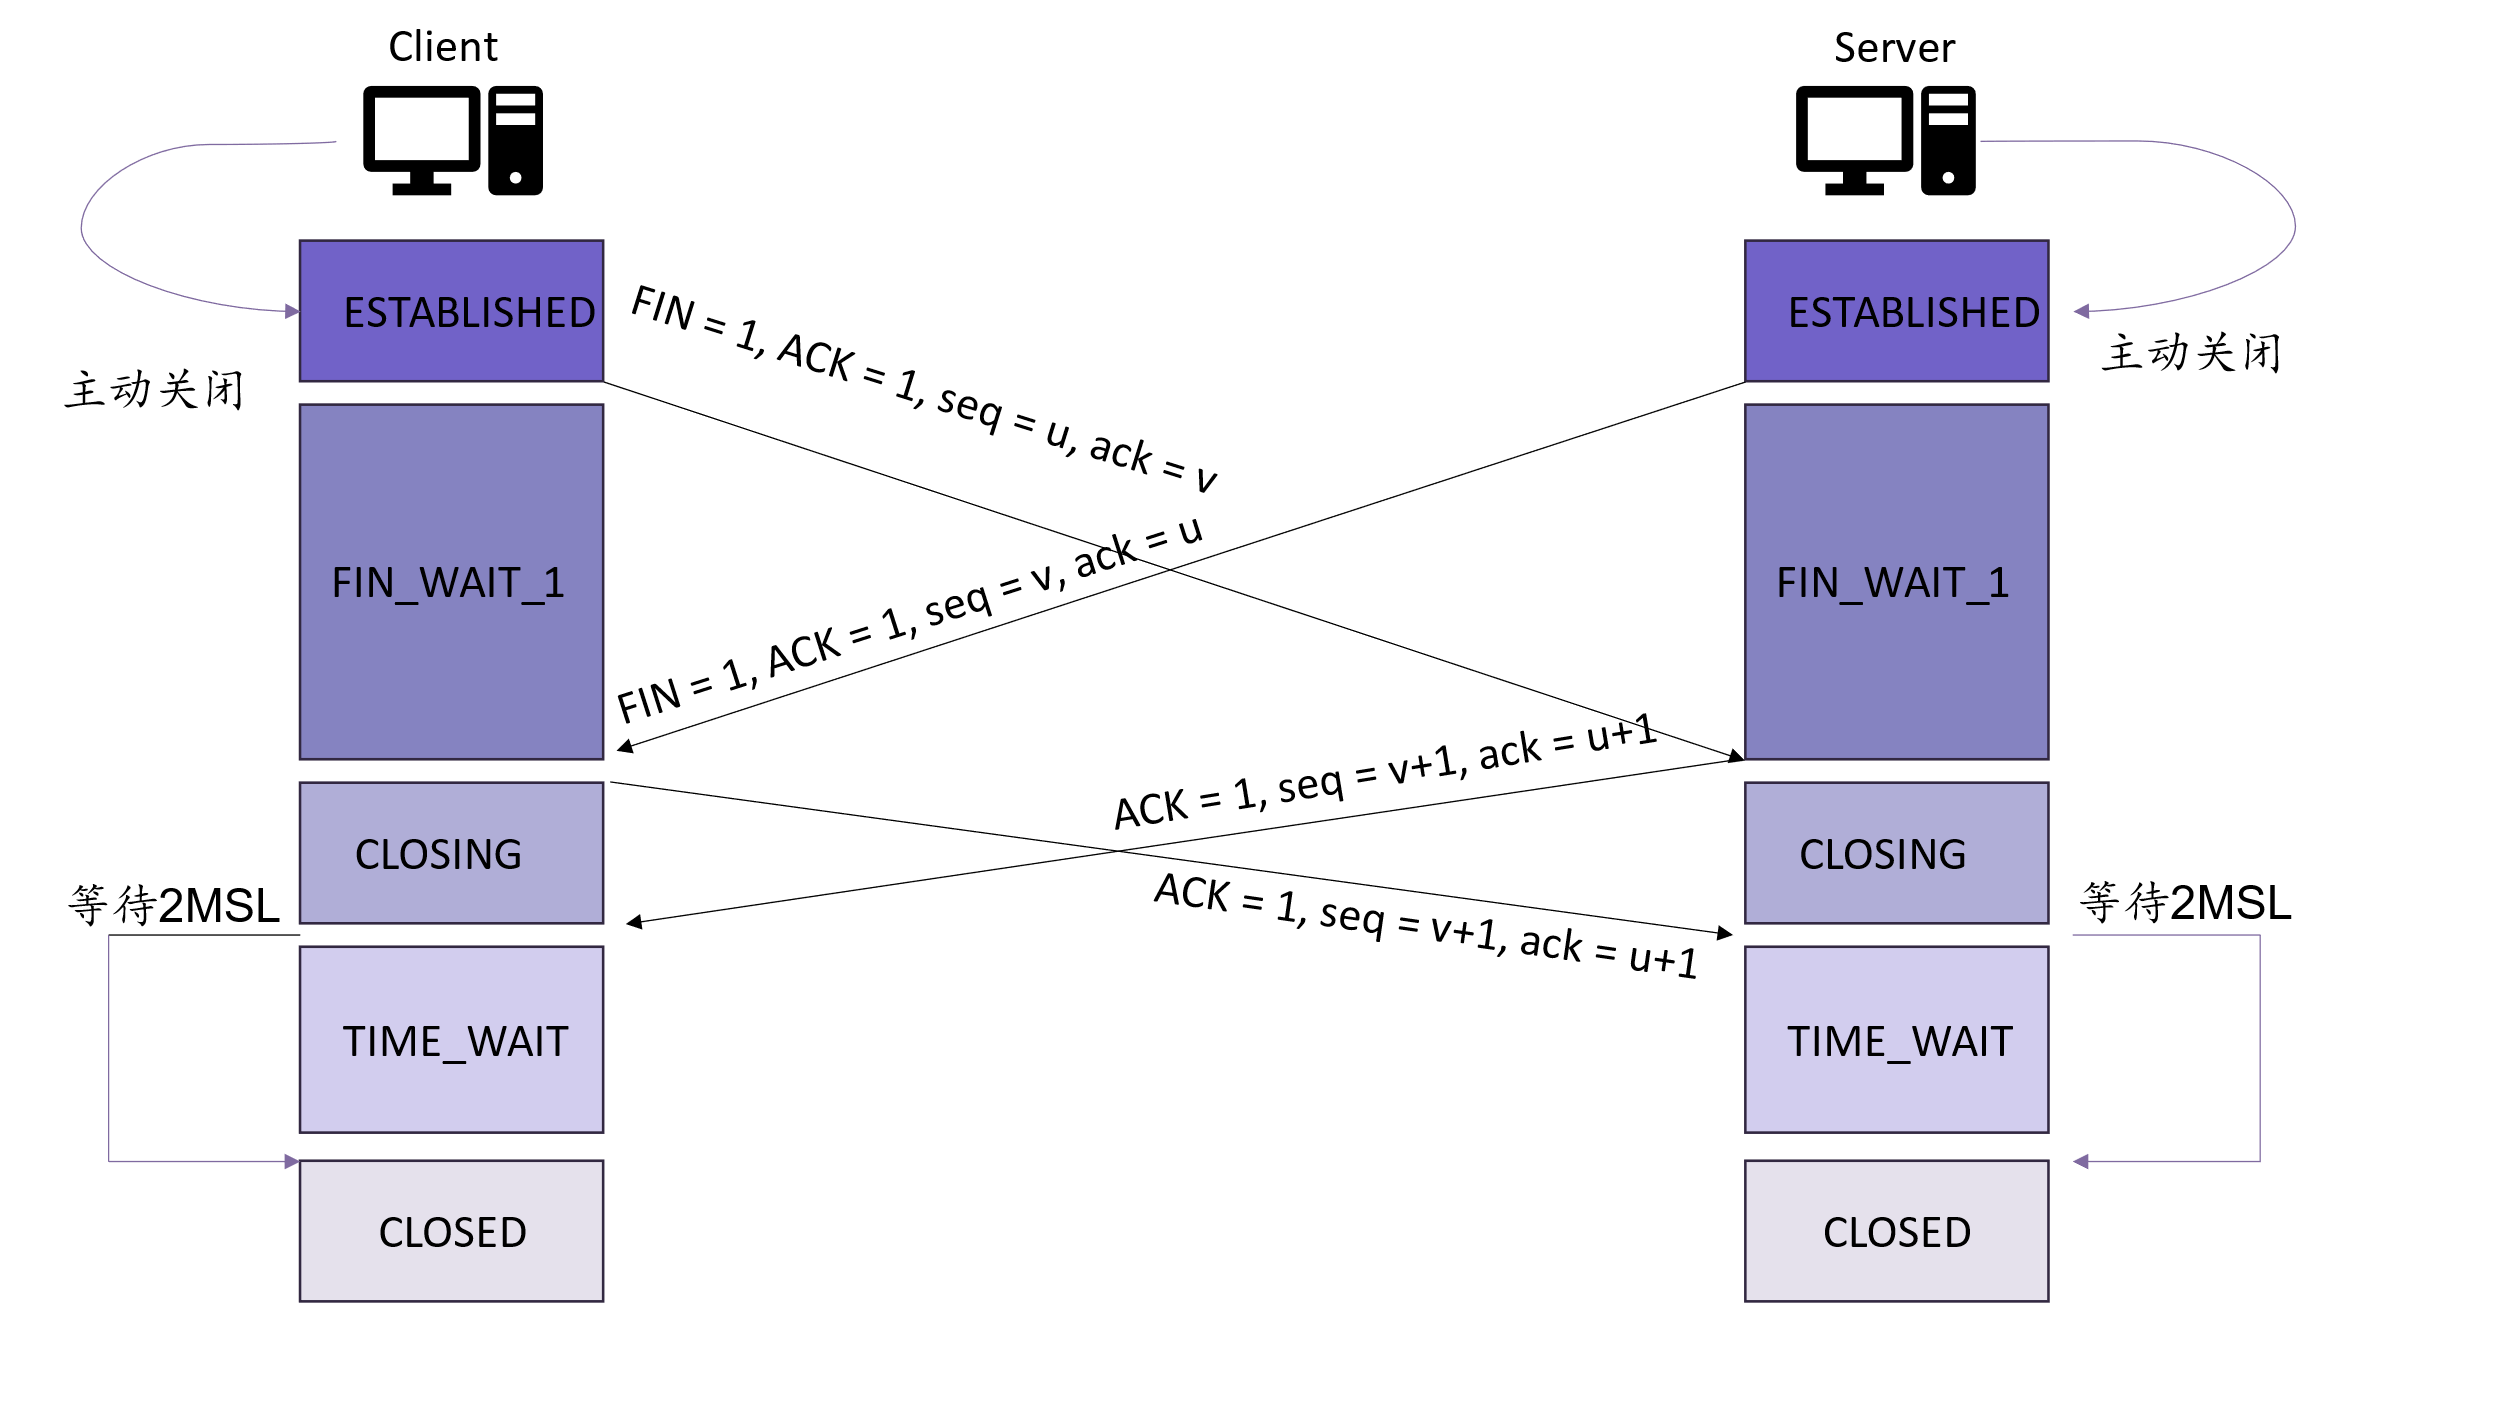 Client
Server
ESTABLISHED
ESTABLISHED
FIN = 1, ACK = 1, seq = u, ack = v
主动关闭
主动关闭
FIN = 1, ACK = 1, seq = v, ack = u
FIN_WAIT_1
FIN_WAIT_1
ACK = 1, seq = v+1, ack = u+1
CLOSING
CLOSING
等待2MSL
等待2MSL
ACK = 1, seq = v+1, ack = u+1
TIME_WAIT
TIME_WAIT
CLOSED
CLOSED